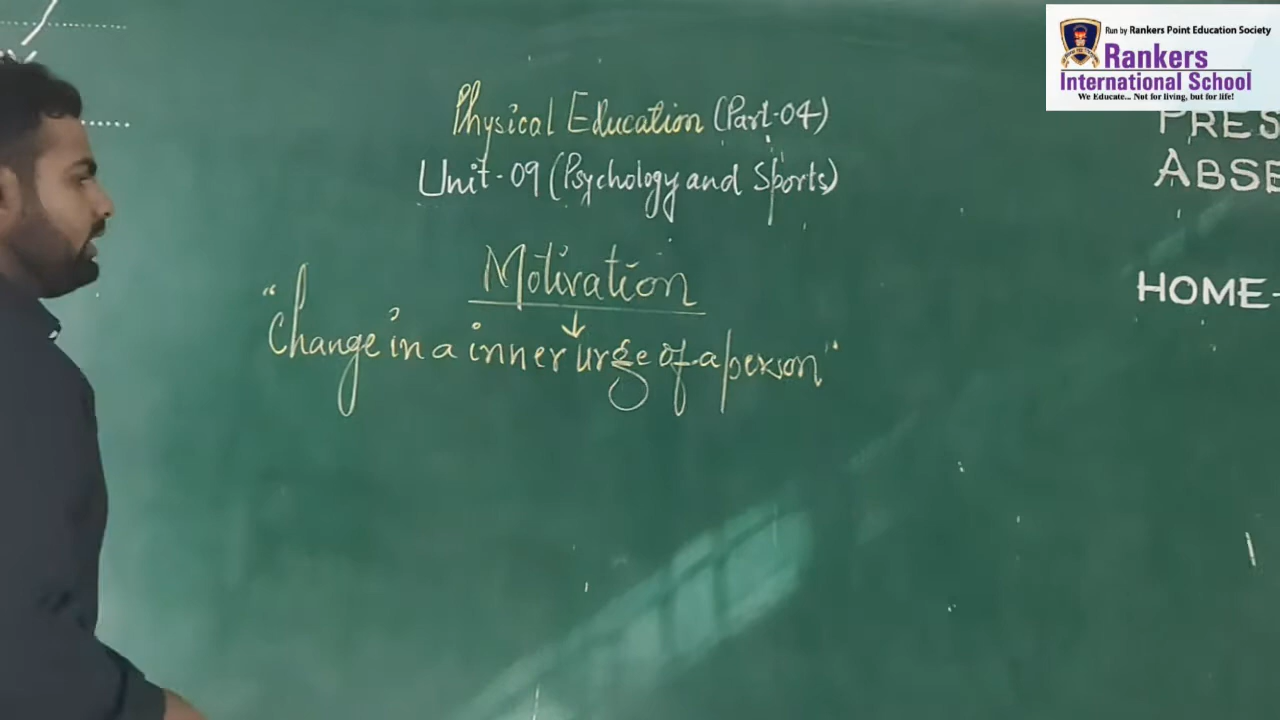 Run by Rankers Point Education Society
Rankers
International School
We Educate... Not for living, but for life!
Physical Education (Part-04)
Unit-09 (Psychology and Sports)
Motivation
"Change in a inner urge of a person"
PRES
ABSE
HOME-